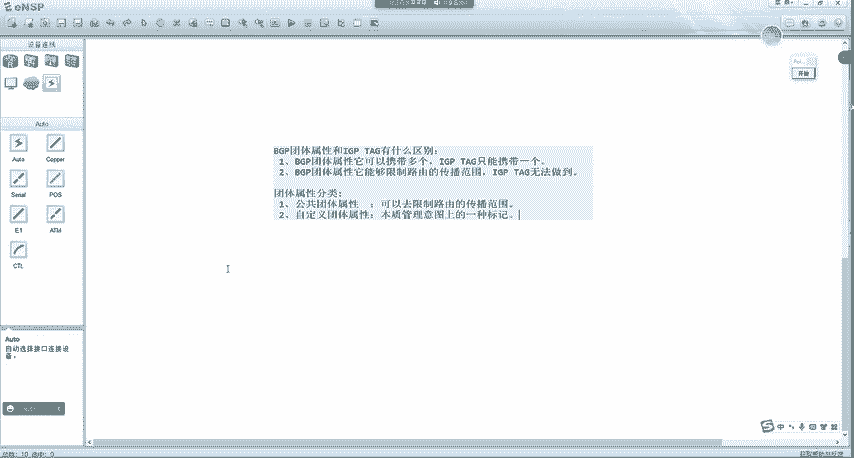 eNSP
设备连线
Auto
Auto
Copper
Serial
POS
E1
ATM
CTL
Auto
自动选择接口连接设备。
BGP团体属性和IGP TAG有什么区别：
1、BGP团体属性它可以携带多个，IGP TAG只能携带一个。
2、BGP团体属性它能够限制路由的传播范围，IGP TAG无法做到。
团体属性分类：
1、公共团体属性 ：可以去限制路由的传播范围。
2、自定义团体属性：本质管理意图上的一种标记。
开始
中